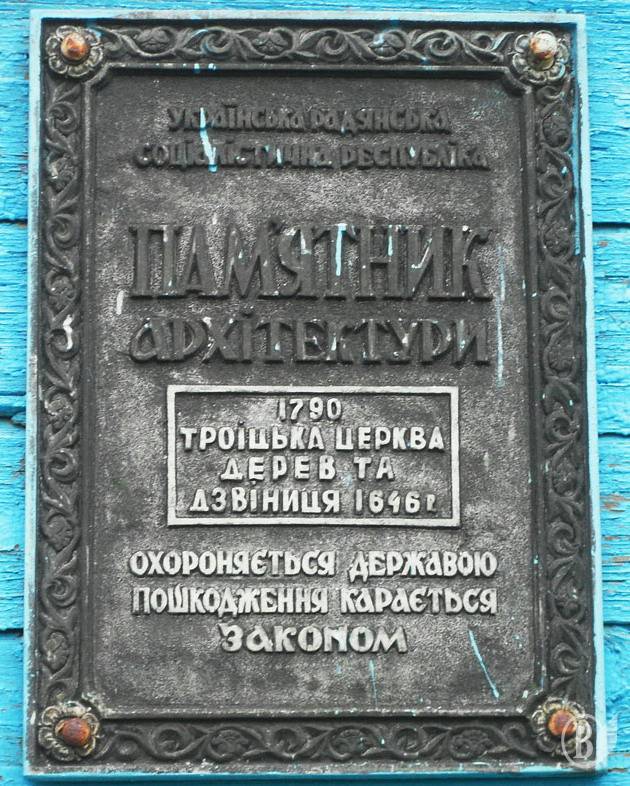 Українська Радянська
Соціалістична Республіка
ПАМ'ЯТНИК
АРХІТЕКТУРИ
1790
ТРОЇЦЬКА ЦЕРКВА
ДЕРЕВ ТА
ДЗВІНИЦЯ 1646 г.
ОХОРОНЯЄТЬСЯ ДЕРЖАВОЮ
ПОШКОДЖЕННЯ КАРАЄТЬСЯ
ЗАКОНОМ
В